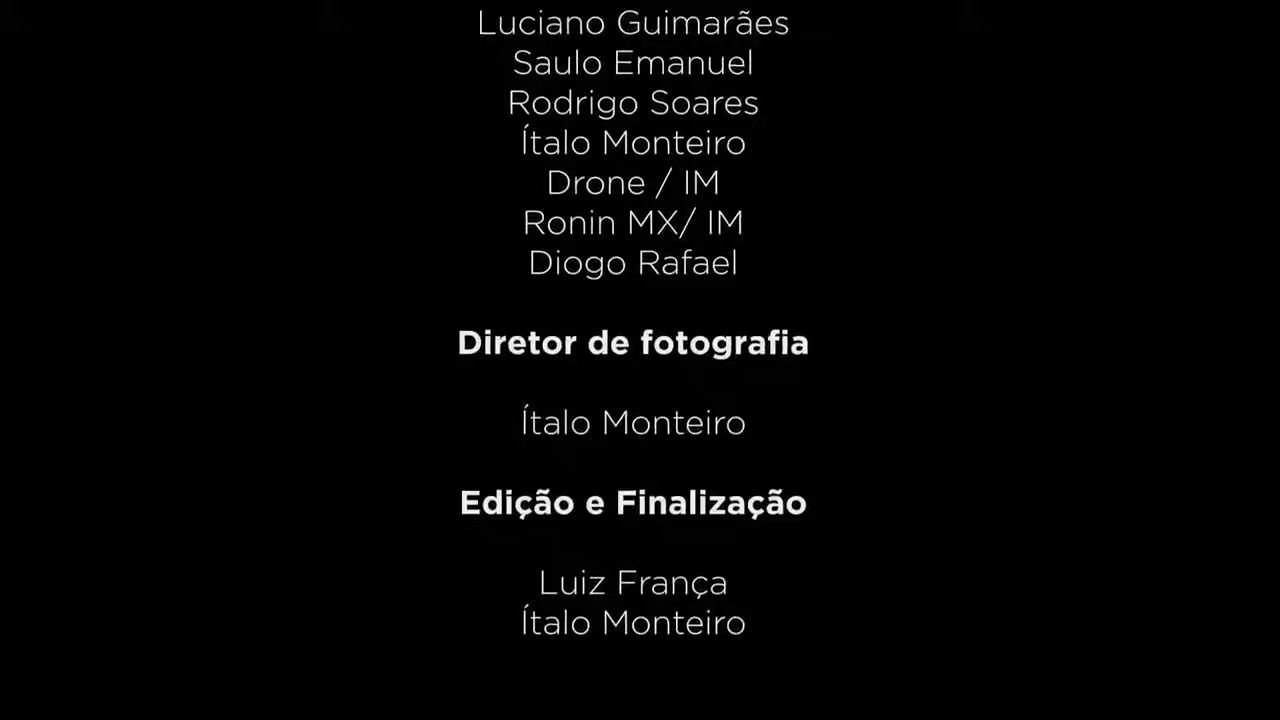 Luciano Guimarães
Saulo Emanuel
Rodrigo Soares
Ítalo Monteiro
Drone / IM
Ronin MX/ IM
Diogo Rafael
Diretor de fotografia
Ítalo Monteiro
Edição e Finalização
Luiz França
Ítalo Monteiro